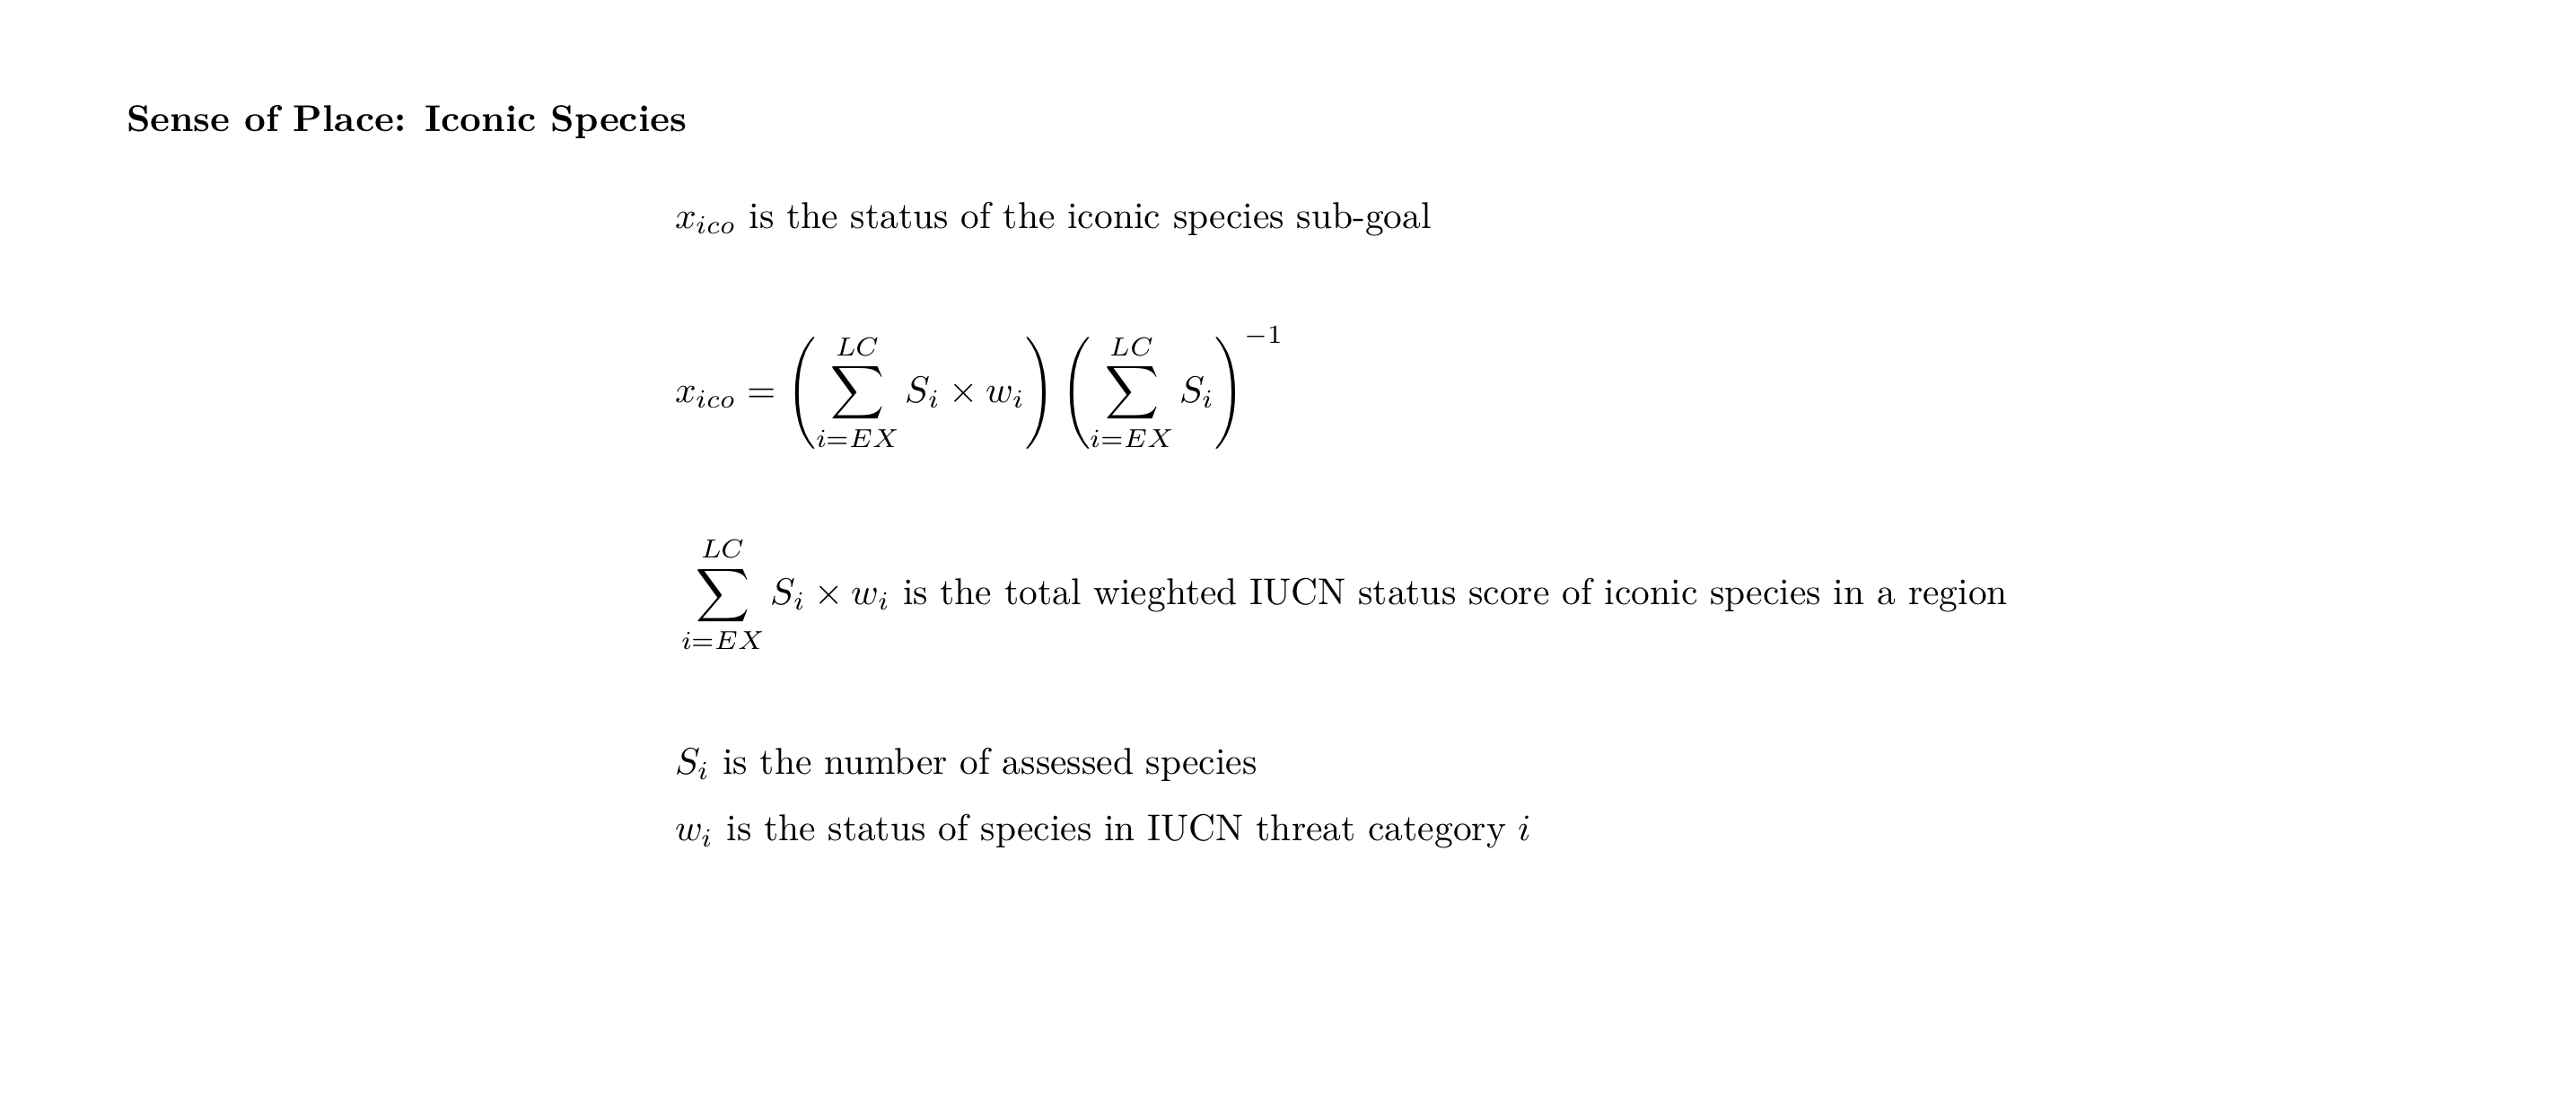 Sense of Place: Iconic Species
x_{ico} is the status of the iconic species sub-goal
x_{ico} = \left( \sum_{i=EX}^{LC} S_i \times w_i \right) \left( \sum_{i=EX}^{LC} S_i \right)^{-1}
\sum_{i=EX}^{LC} S_i \times w_i is the total wieghted IUCN status score of iconic species in a region
S_i is the number of assessed species
w_i is the status of species in IUCN threat category i